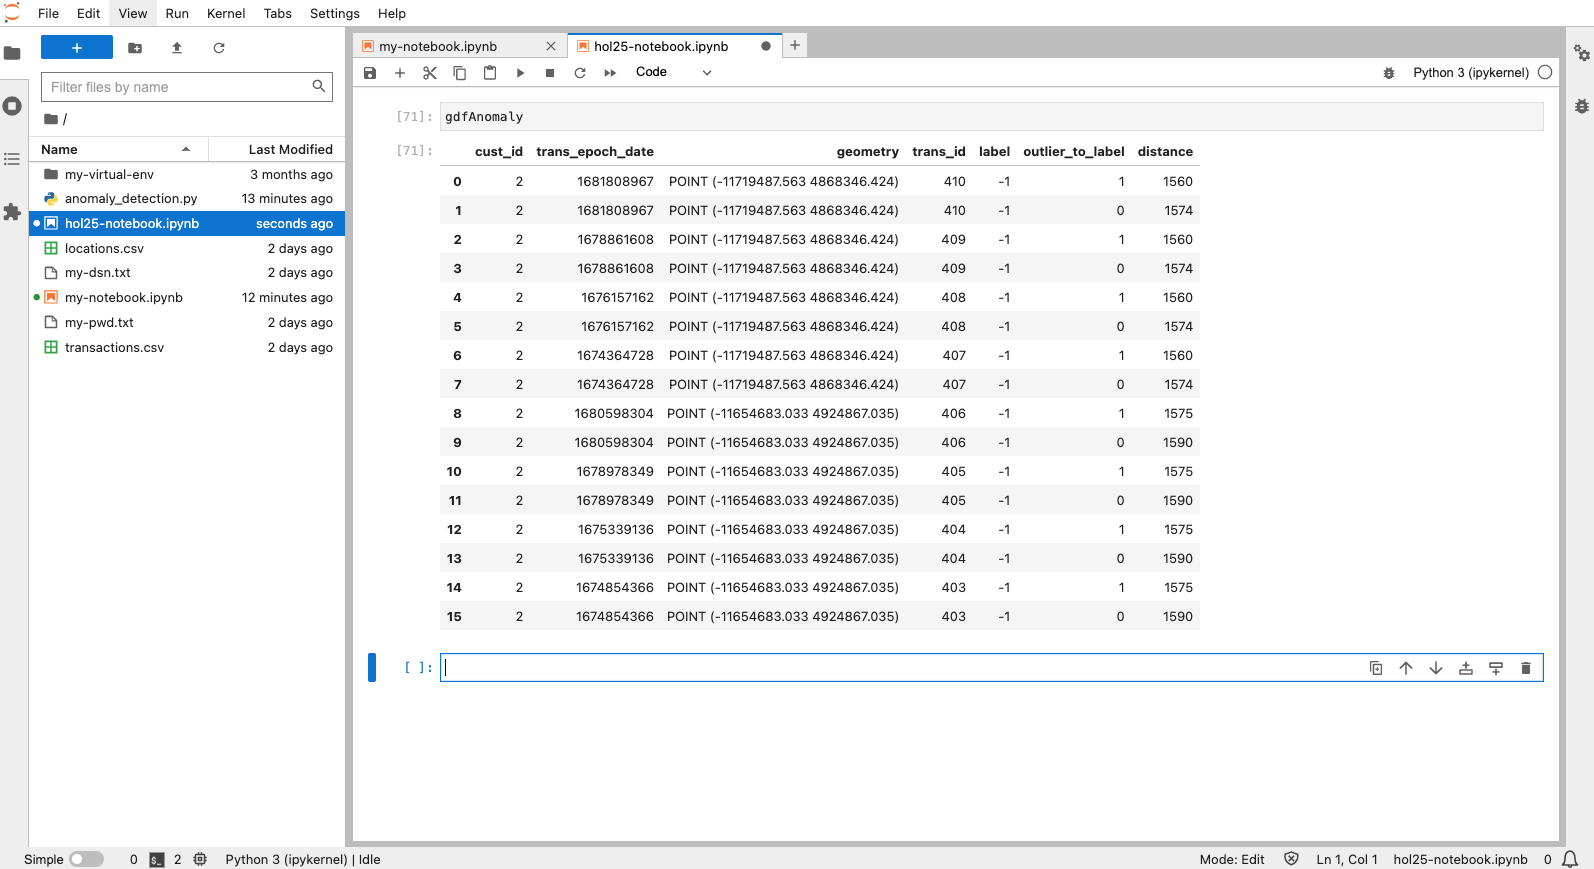 File Edit View Run Kernel Tabs Settings Help
Filter files by name
/
Name Last Modified
my-virtual-env 3 months ago
anomaly_detection.py 13 minutes ago
hol25-notebook.ipynb seconds ago
locations.csv 2 days ago
my-dsn.txt 2 days ago
my-notebook.ipynb 12 minutes ago
my-pwd.txt 2 days ago
transactions.csv 2 days ago
my-notebook.ipynb hol25-notebook.ipynb
Code Python 3 (ipykernel)
[71]: gdfAnomaly
[71]: cust_id trans_epoch_date geometry trans_id label outlier_to_label distance
0 2 1681808967 POINT (-11719487.563 4868346.424) 410 -1 1 1560
1 2 1681808967 POINT (-11719487.563 4868346.424) 410 -1 0 1574
2 2 1678861608 POINT (-11719487.563 4868346.424) 409 -1 1 1560
3 2 1678861608 POINT (-11719487.563 4868346.424) 409 -1 0 1574
4 2 1676157162 POINT (-11719487.563 4868346.424) 408 -1 1 1560
5 2 1676157162 POINT (-11719487.563 4868346.424) 408 -1 0 1574
6 2 1674364728 POINT (-11719487.563 4868346.424) 407 -1 1 1560
7 2 1674364728 POINT (-11719487.563 4868346.424) 407 -1 0 1574
8 2 1680598304 POINT (-11654683.033 4924867.035) 406 -1 1 1575
9 2 1680598304 POINT (-11654683.033 4924867.035) 406 -1 0 1590
10 2 1678978349 POINT (-11654683.033 4924867.035) 405 -1 1 1575
11 2 1678978349 POINT (-11654683.033 4924867.035) 405 -1 0 1590
12 2 1675339136 POINT (-11654683.033 4924867.035) 404 -1 1 1575
13 2 1675339136 POINT (-11654683.033 4924867.035) 404 -1 0 1590
14 2 1674854366 POINT (-11654683.033 4924867.035) 403 -1 1 1575
15 2 1674854366 POINT (-11654683.033 4924867.035) 403 -1 0 1590
[ ]:
Simple 0 $_ 2 Python 3 (ipykernel) | Idle Mode: Edit Ln 1, Col 1 hol25-notebook.ipynb 0